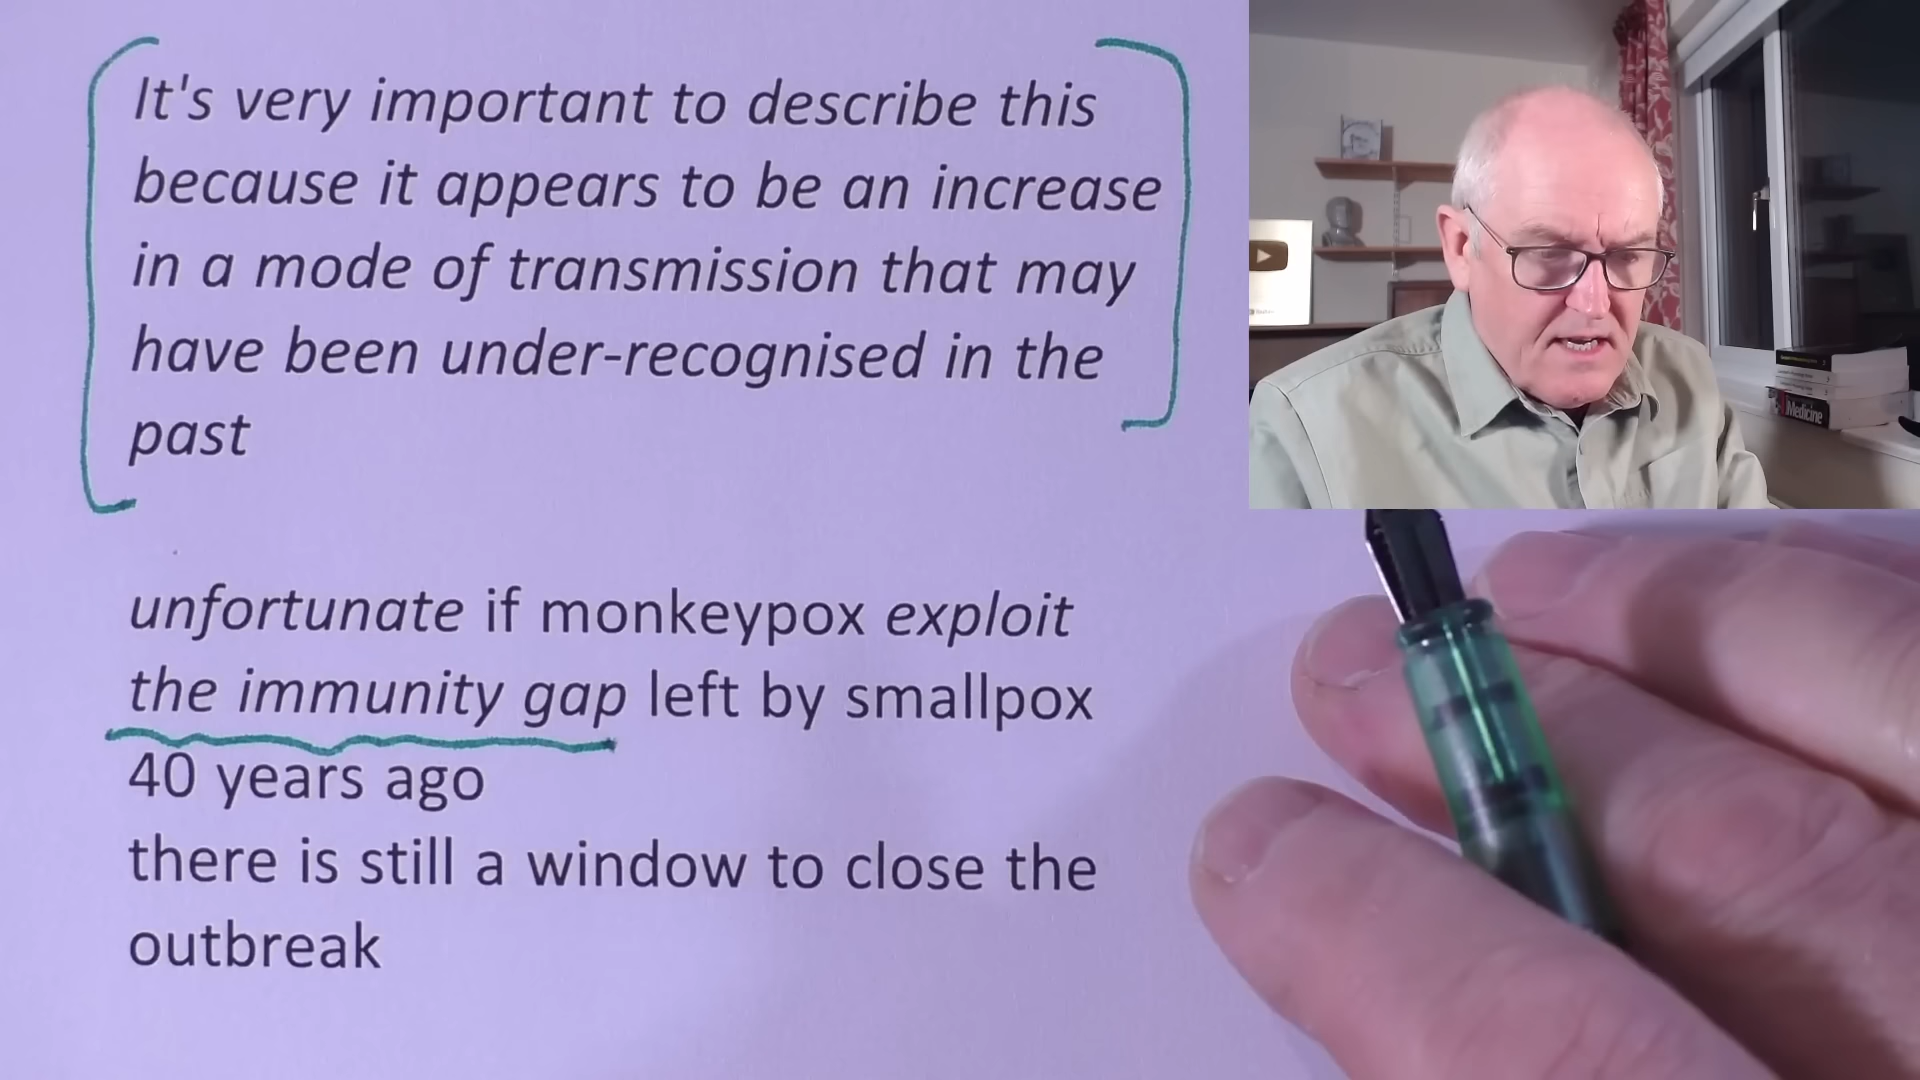 It's very important to describe this
because it appears to be an increase
in a mode of transmission that may
have been under-recognised in the
past
unfortunate if monkeypox exploit
the immunity gap left by smallpox
40 years ago
there is still a window to close the
outbreak
Medicine